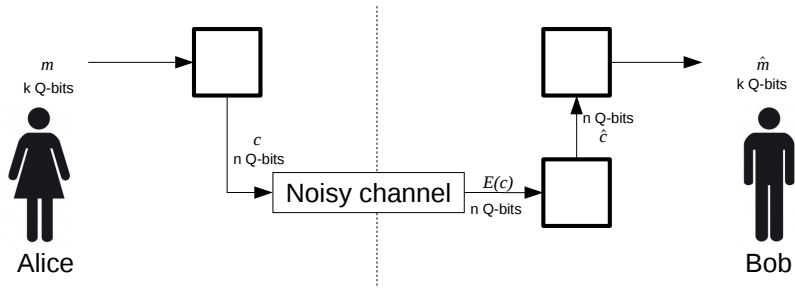 m
k Q-bits
c
n Q-bits
Noisy channel
E(c)
n Q-bits
n Q-bits
ĉ
m̂
k Q-bits
Alice
Bob